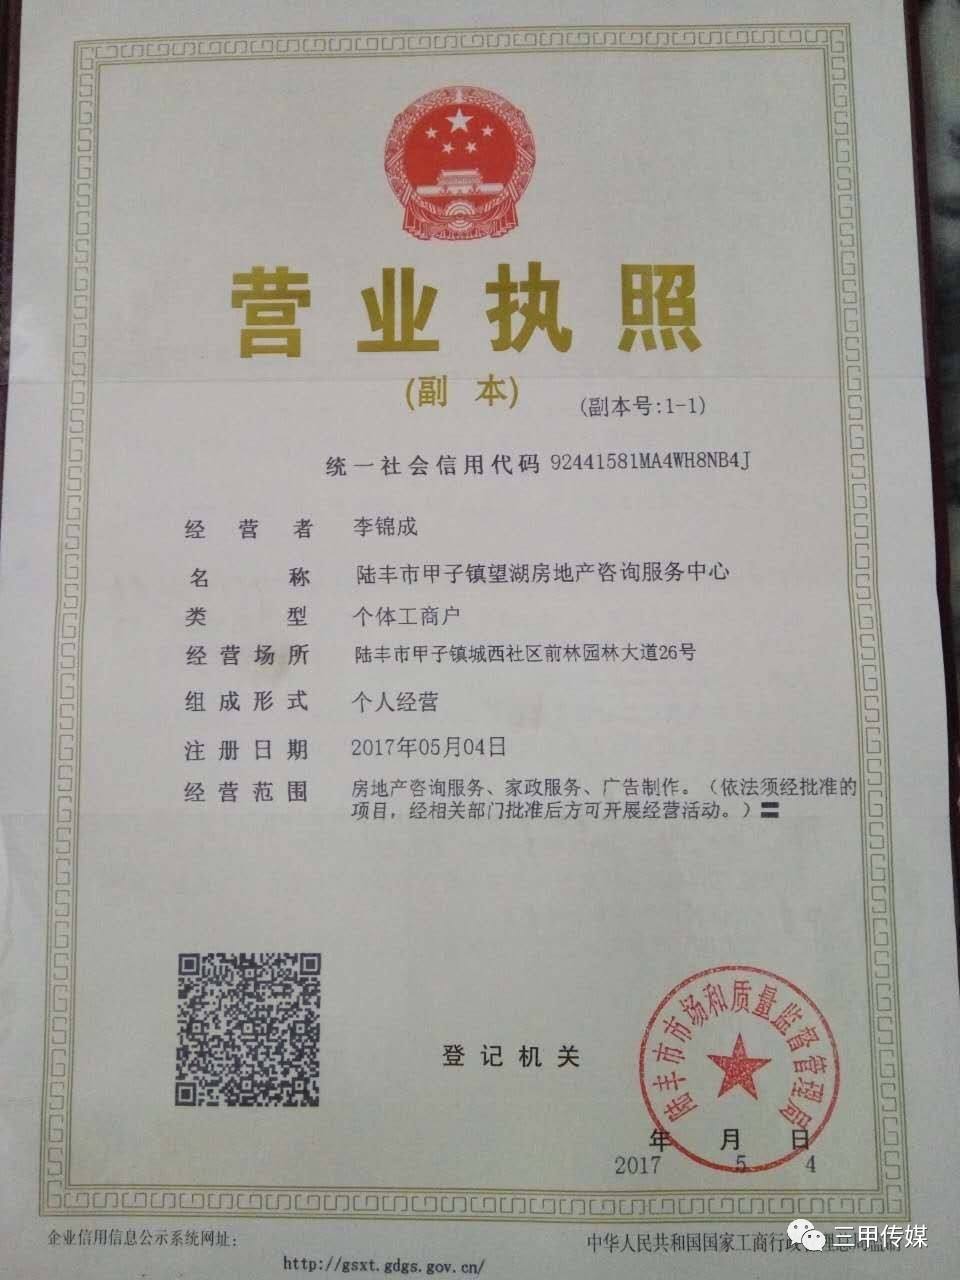 营业执照
(副 本)
(副本号:1-1)
统一社会信用代码 92441581MA4WH8NB4J
经营者 李锦成
名称 陆丰市甲子镇望湖房地产咨询服务中心
类型 个体工商户
经营场所 陆丰市甲子镇城西社区前林园林大道26号
组成形式 个人经营
注册日期 2017年05月04日
经营范围 房地产咨询服务、家政服务、广告制作。（依法须经批准的
项目，经相关部门批准后方可开展经营活动。）
登记机关
陆丰市市场和质量监督管理局
年 月 日
2017 5 4
企业信用信息公示系统网址：
http://gsxt.gdgs.gov.cn/
中华人民共和国国家工商行政
三甲传媒